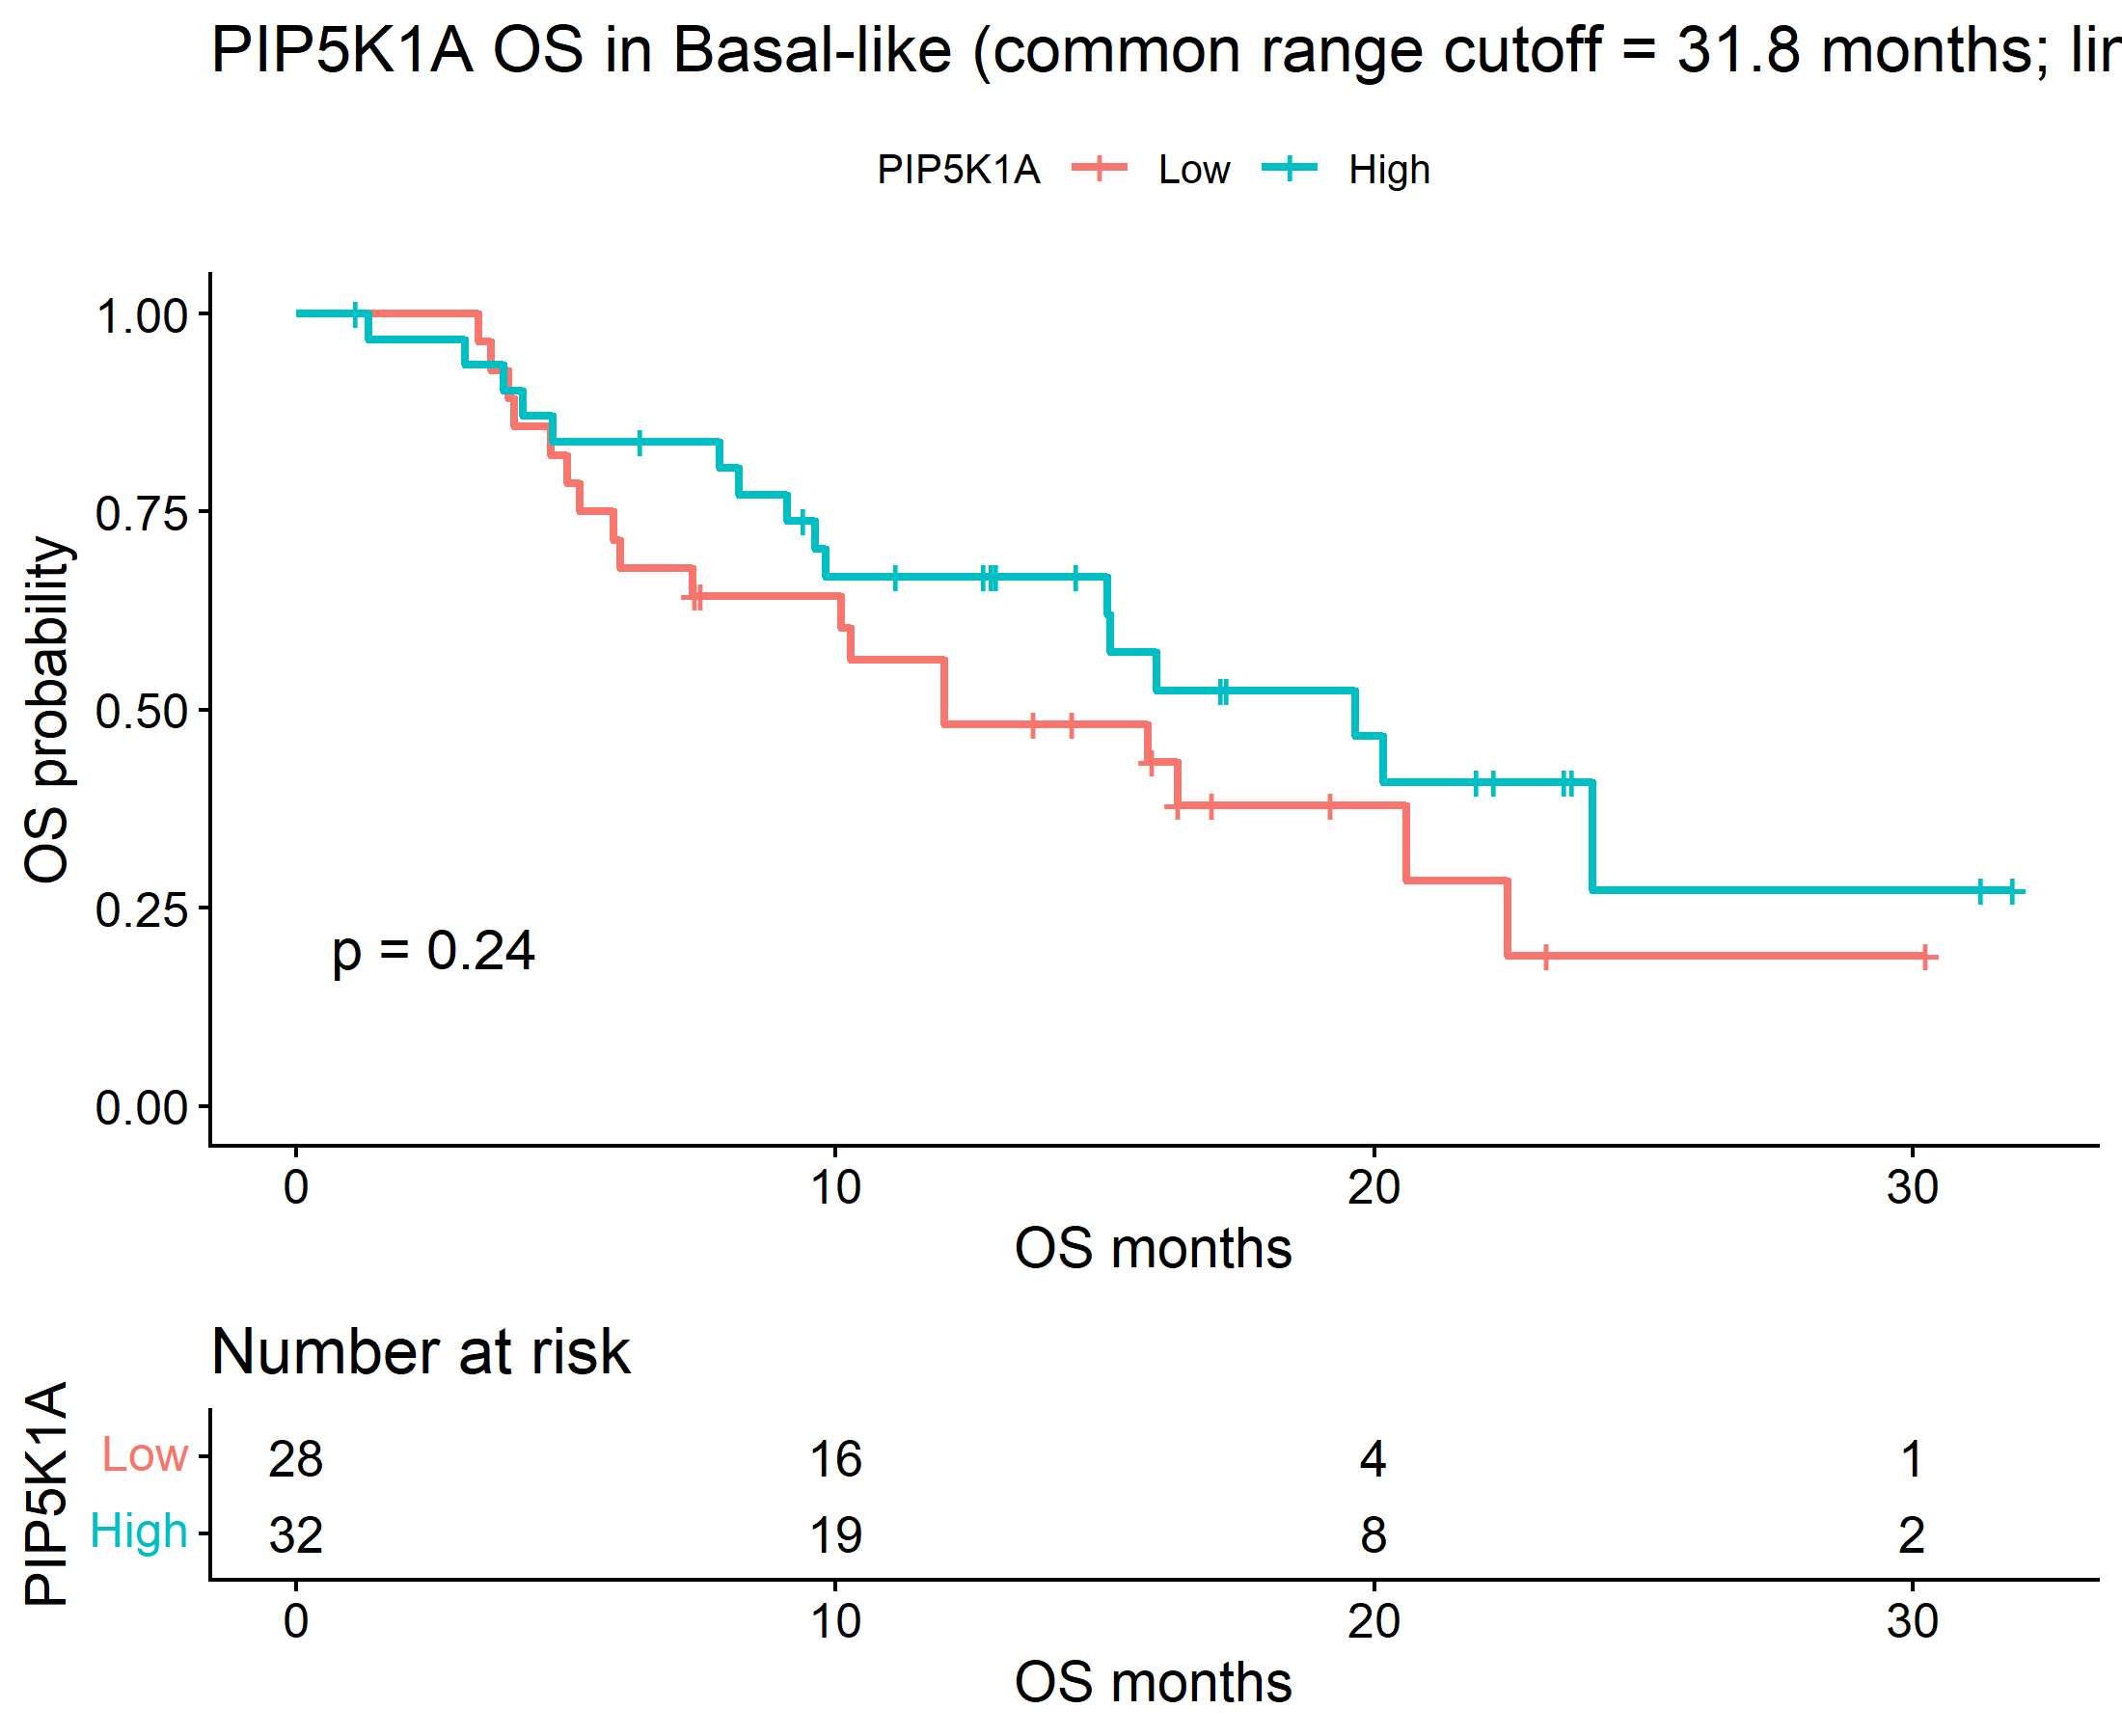 PIP5K1A OS in Basal-like (common range cutoff = 31.8 months;
PIP5K1A Low High
1.00
0.75
0.50
0.25
0.00
OS probability
p = 0.24
0 10 20 30
OS months
Number at risk
PIP5K1A
Low 28 16 4 1
High 32 19 8 2
0 10 20 30
OS months